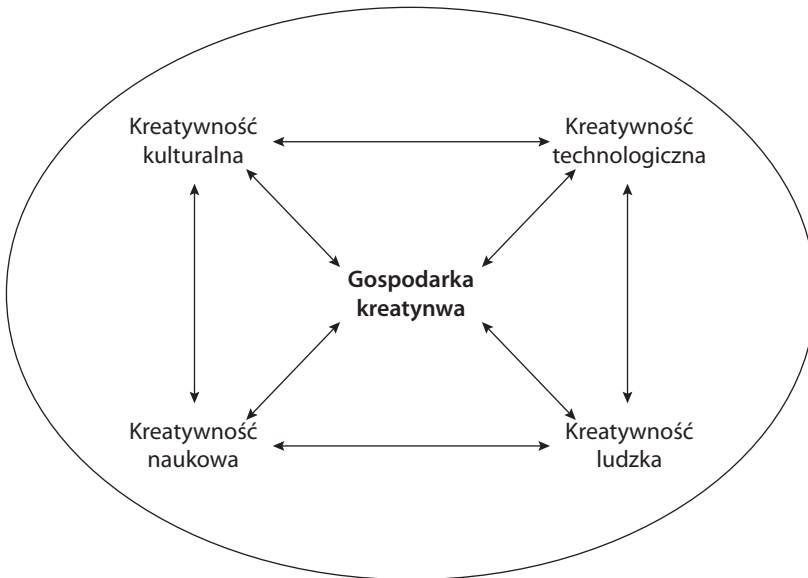 Kreatywność
kulturalna
Kreatywność
technologiczna
Gospodarka
kreatynwa
Kreatywność
naukowa
Kreatywność
ludzka